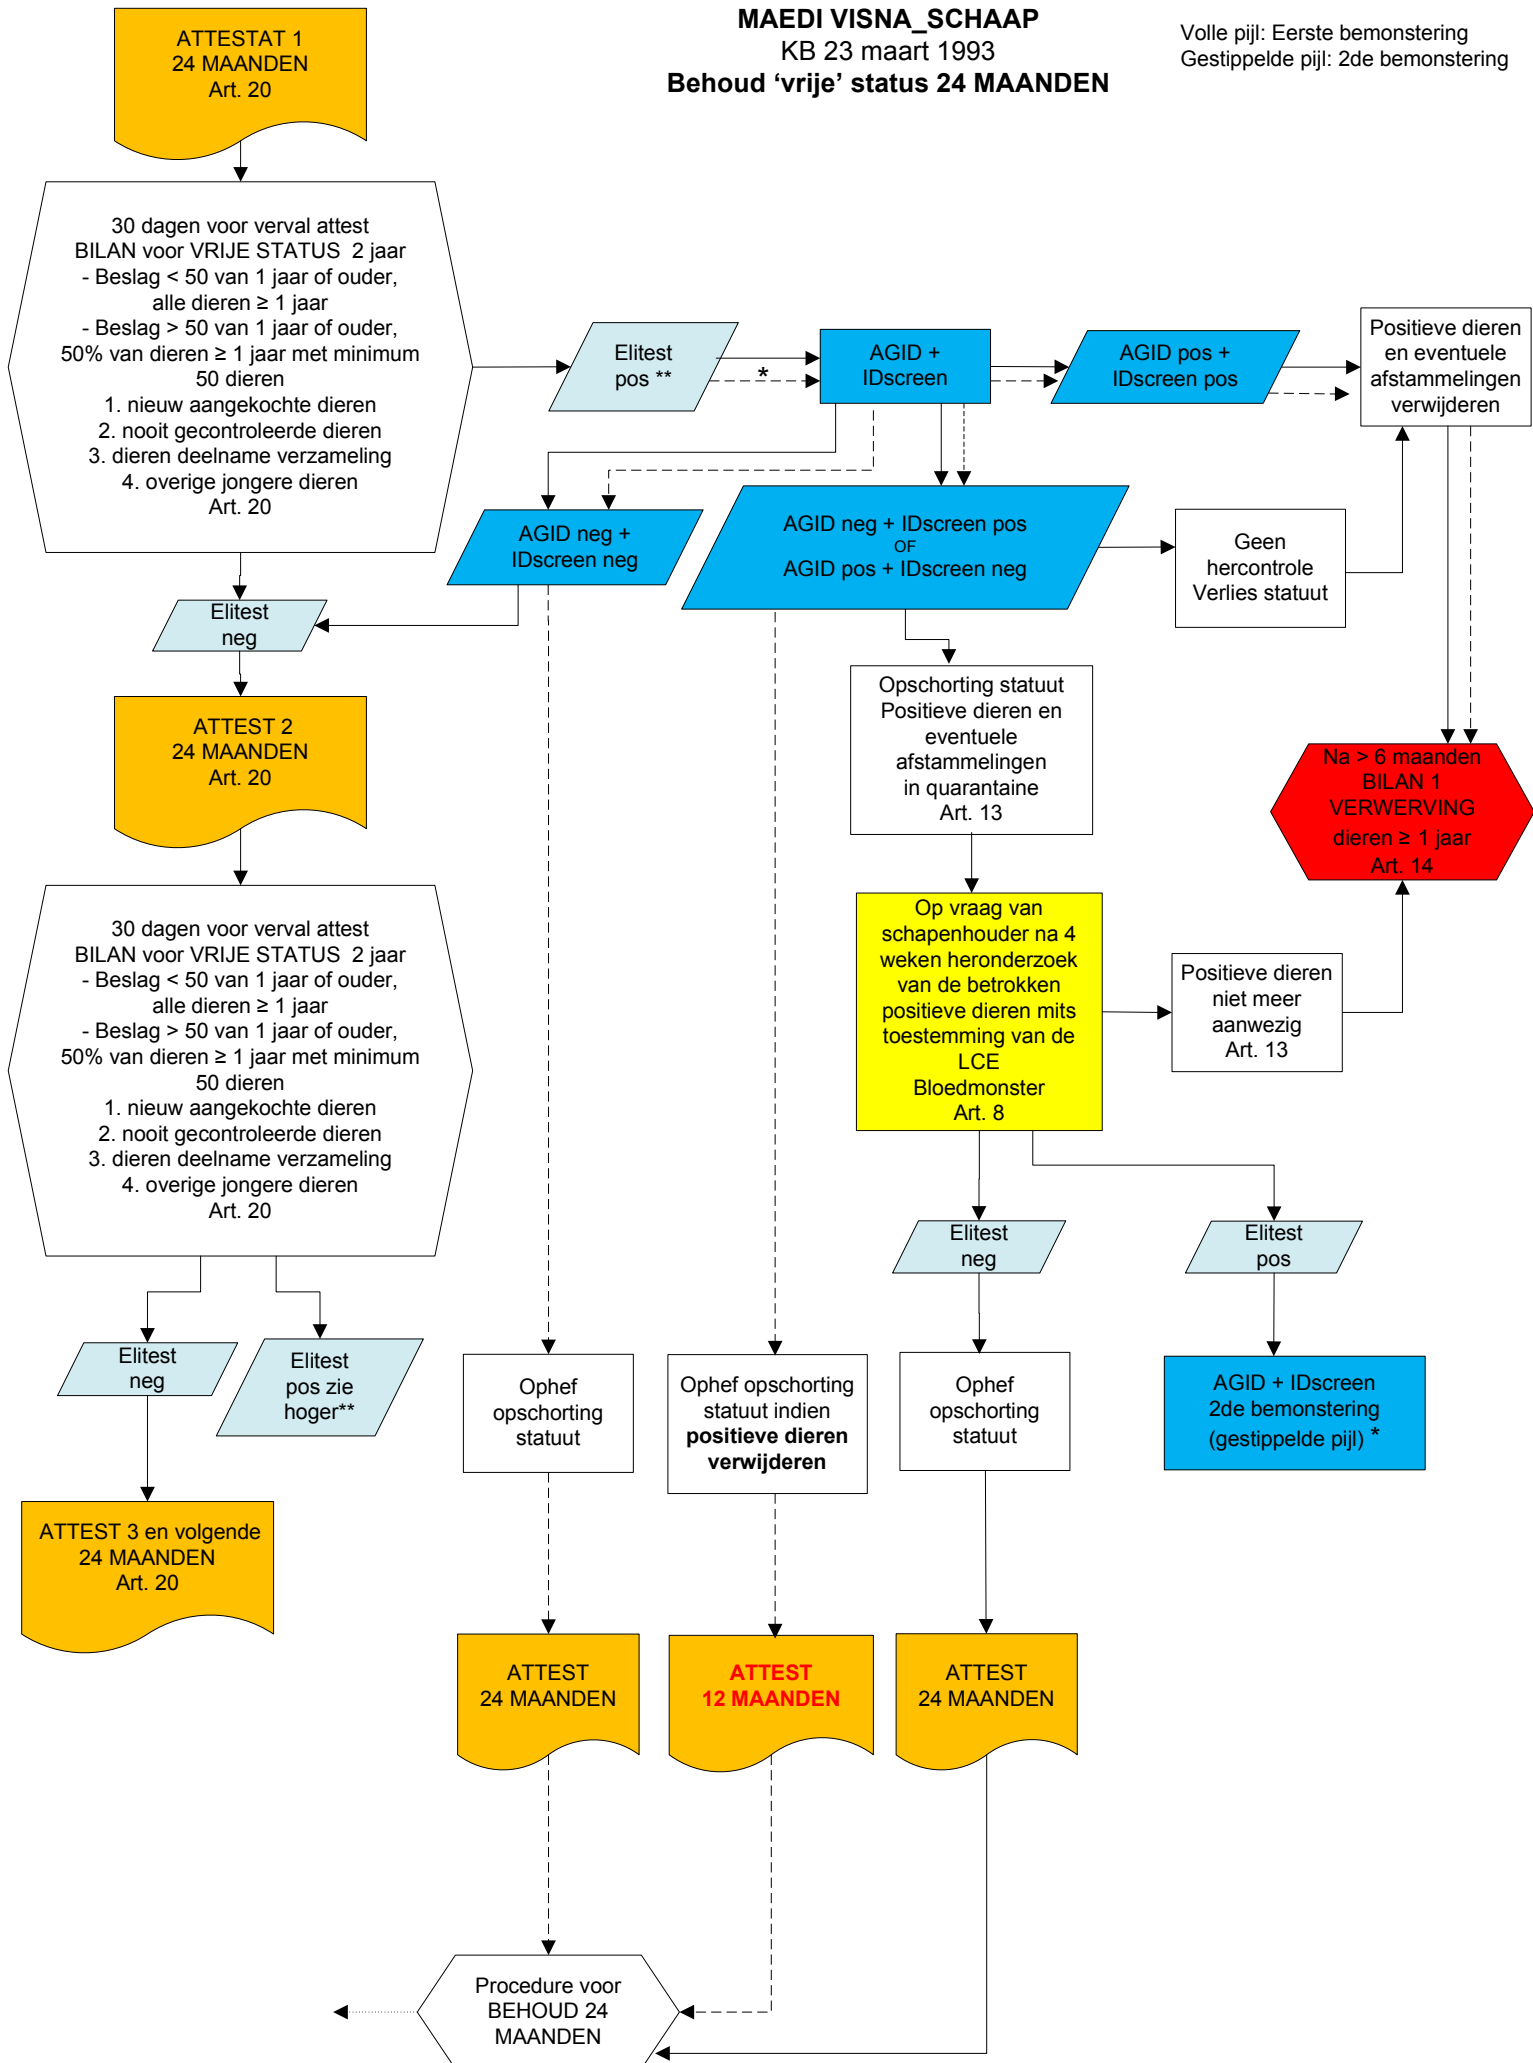 MAEDI VISNA_SCHAAP
KB 23 maart 1993
Behoud ‘vrije’ status 24 MAANDEN
Volle pijl: Eerste bemonstering
Gestippelde pijl: 2de bemonstering
ATTESTAT 1
24 MAANDEN
Art. 20
30 dagen voor verval attest
BILAN voor VRIJE STATUS 2 jaar
- Beslag < 50 van 1 jaar of ouder,
alle dieren ≥ 1 jaar
- Beslag > 50 van 1 jaar of ouder,
50% van dieren ≥ 1 jaar met minimum
50 dieren
1. nieuw aangekochte dieren
2. nooit gecontroleerde dieren
3. dieren deelname verzameling
4. overige jongere dieren
Art. 20
Elitest
pos **
*
AGID +
IDscreen
AGID pos +
IDscreen pos
Positieve dieren
en eventuele
afstammelingen
verwijderen
AGID neg +
IDscreen neg
AGID neg + IDscreen pos
OF
AGID pos + IDscreen neg
Geen
hercontrole
Verlies statuut
Elitest
neg
Opschorting statuut
Positieve dieren en
eventuele
afstammelingen
in quarantaine
Art. 13
ATTEST 2
24 MAANDEN
Art. 20
Na > 6 maanden
BILAN 1
VERWERVING
dieren ≥ 1 jaar
Art. 14
30 dagen voor verval attest
BILAN voor VRIJE STATUS 2 jaar
- Beslag < 50 van 1 jaar of ouder,
alle dieren ≥ 1 jaar
- Beslag > 50 van 1 jaar of ouder,
50% van dieren ≥ 1 jaar met minimum
50 dieren
1. nieuw aangekochte dieren
2. nooit gecontroleerde dieren
3. dieren deelname verzameling
4. overige jongere dieren
Art. 20
Op vraag van
schapenhouder na 4
weken heronderzoek
van de betrokken
positieve dieren mits
toestemming van de
LCE
Bloedmonster
Art. 8
Positieve dieren
niet meer
aanwezig
Art. 13
Elitest
neg
Elitest
pos
Elitest
neg
Elitest
pos zie
hoger**
Ophef
opschorting
statuut
Ophef opschorting
statuut indien
positieve dieren
verwijderen
Ophef
opschorting
statuut
AGID + IDscreen
2de bemonstering
(gestippelde pijl) *
ATTEST 3 en volgende
24 MAANDEN
Art. 20
ATTEST
24 MAANDEN
ATTEST
12 MAANDEN
ATTEST
24 MAANDEN
Procedure voor
BEHOUD 24
MAANDEN